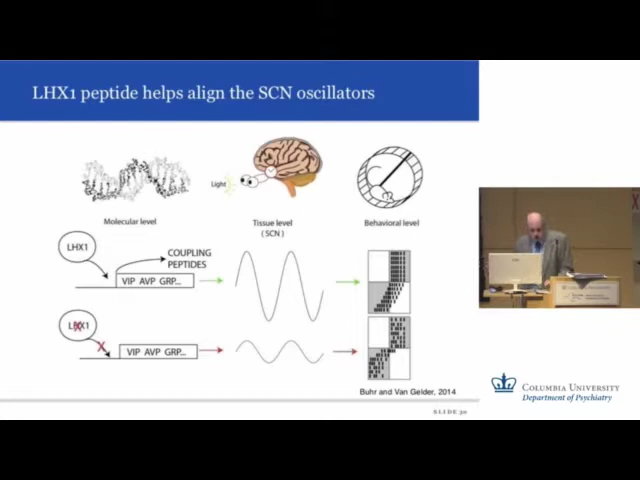 LHX1 peptide helps align the SCN oscillators
Light
Molecular level
Tissue level
(SCN)
Behavioral level
LHX1
COUPLING
PEPTIDES
VIP AVP GRP...
LHX1
VIP AVP GRP...
Buhr and Van Gelder, 2014
SLIDE 30
COLUMBIA UNIVERSITY
Department of Psychiatry